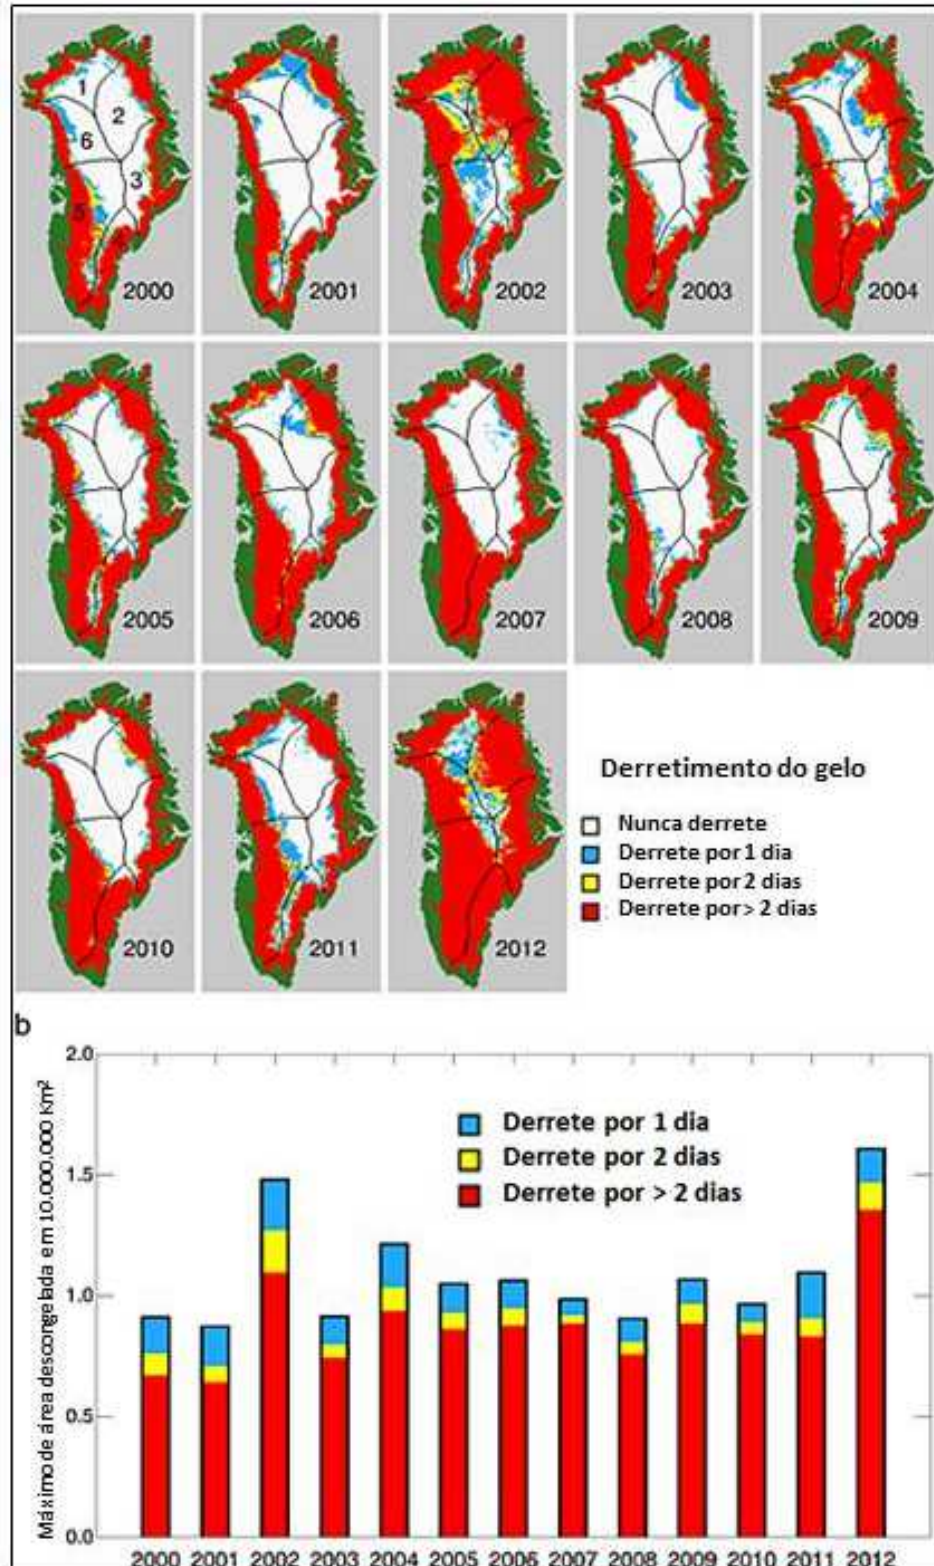 1
2
6
3
5
4
2000
2001
2002
2003
2004
2005
2006
2007
2008
2009
2010
2011
2012
Derretimento do gelo
Nunca derrete
Derrete por 1 dia
Derrete por 2 dias
Derrete por > 2 dias
b
Máximo de área descongelada em 10.000.000 Km²
2.0
1.5
1.0
0.5
0.0
Derrete por 1 dia
Derrete por 2 dias
Derrete por > 2 dias
2000 2001 2002 2003 2004 2005 2006 2007 2008 2009 2010 2011 2012